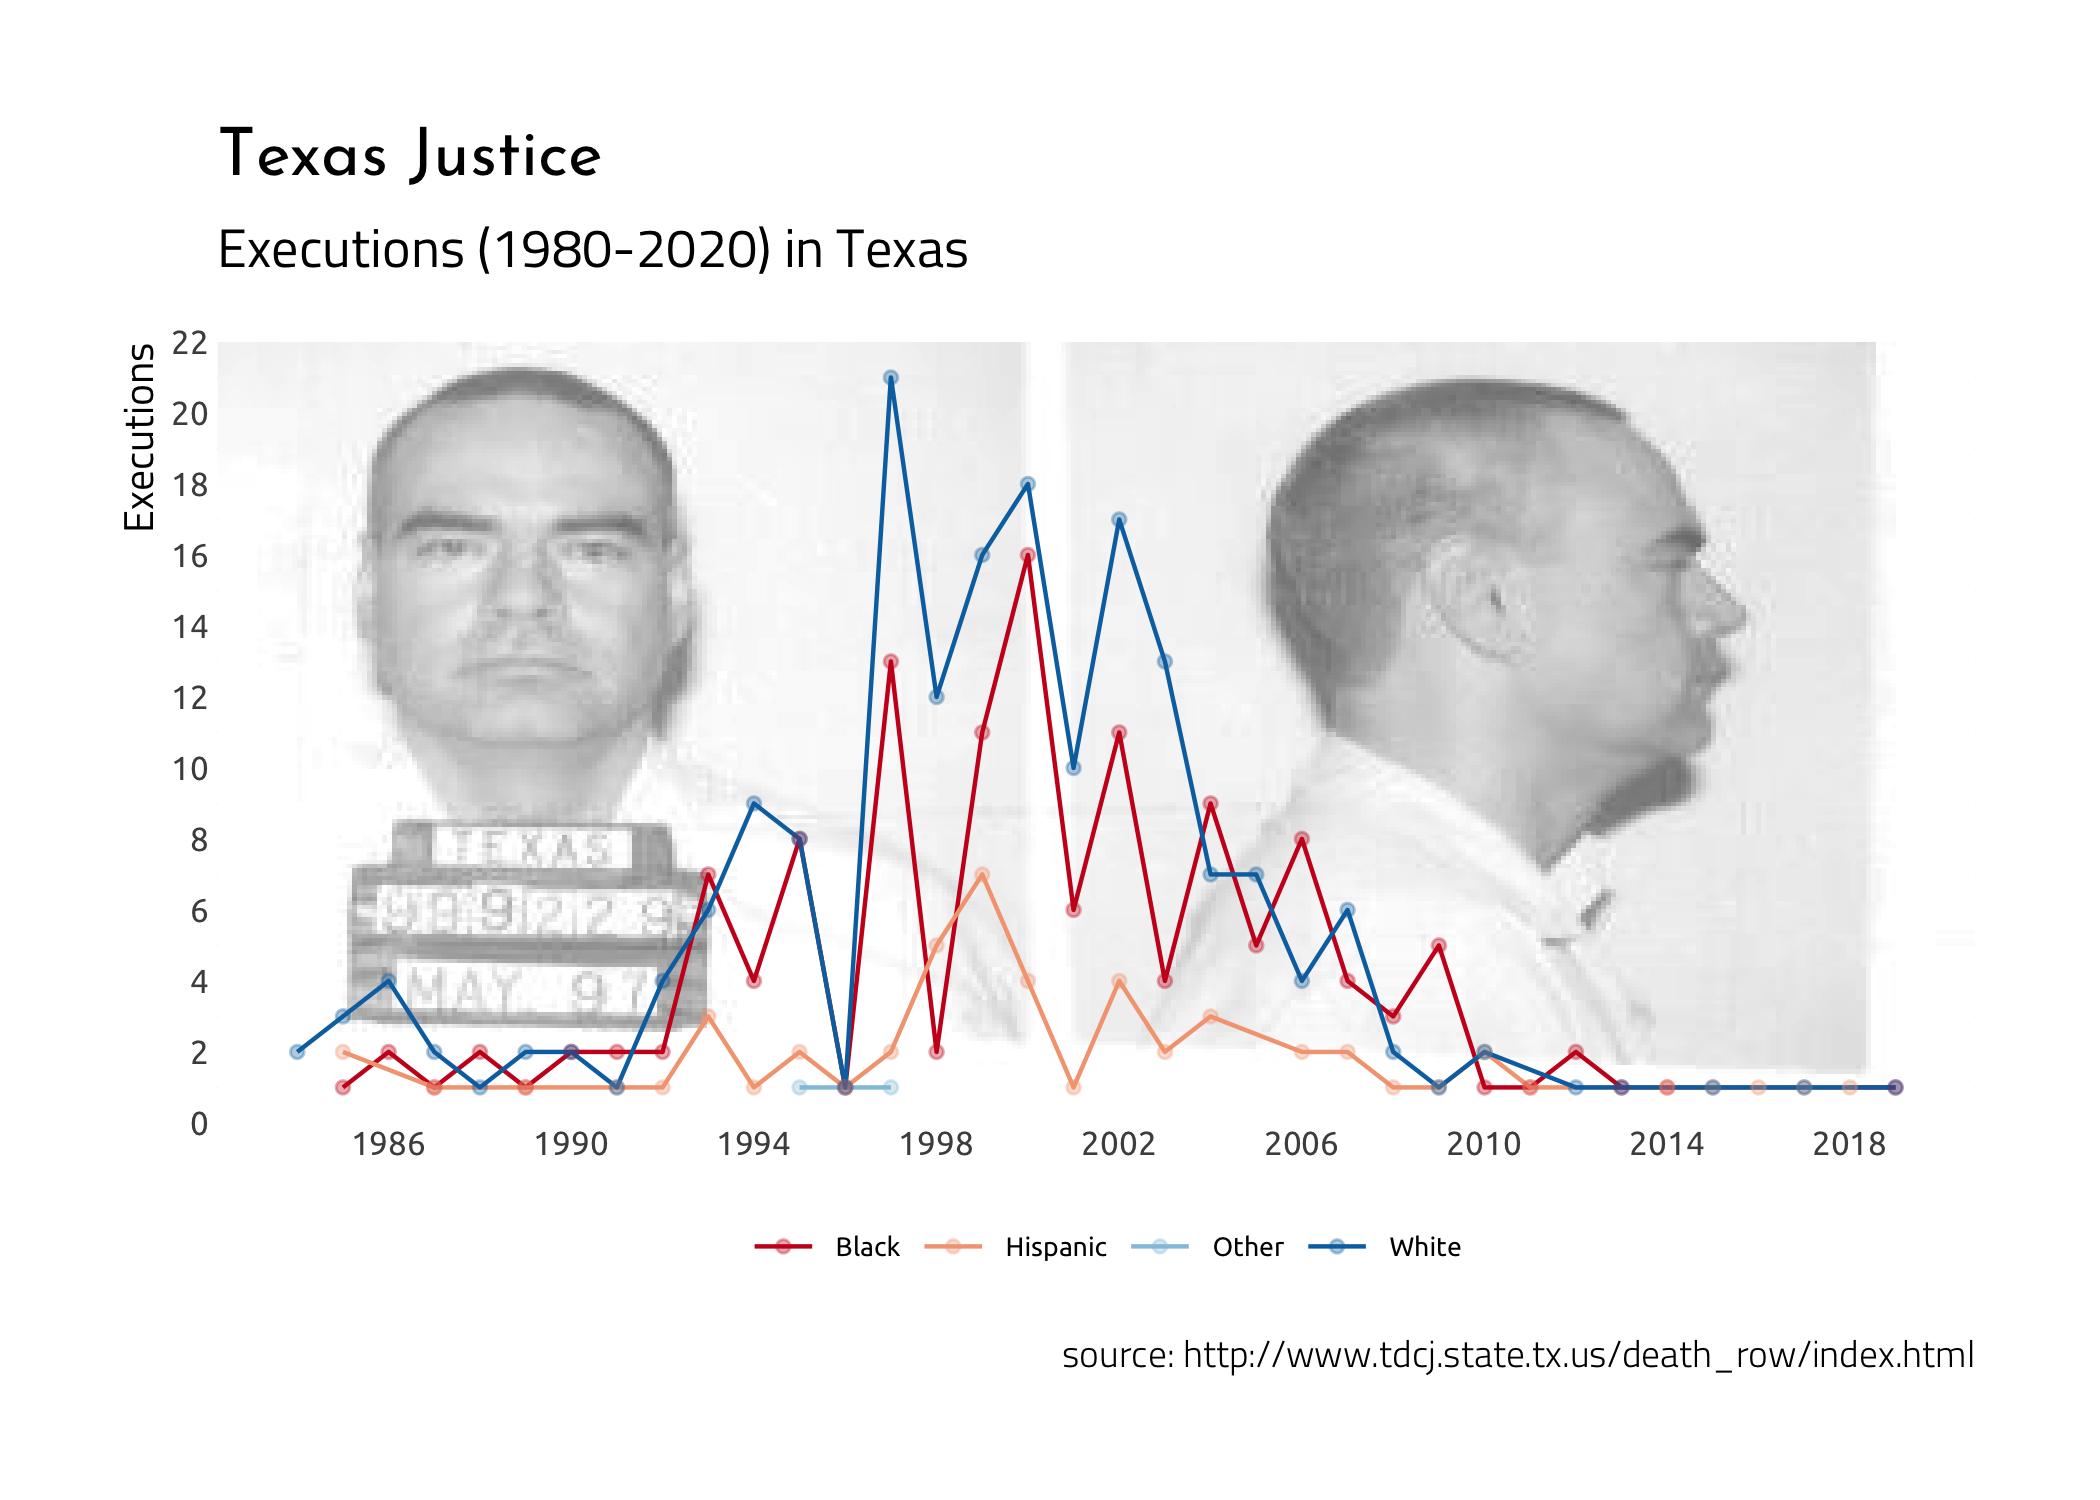 Texas Justice
Executions (1980-2020) in Texas
Executions
22
20
18
16
14
12
10
8
6
4
2
0
TEXAS
999229
MAY 97
1986 1990 1994 1998 2002 2006 2010 2014 2018
Black Hispanic Other White
source: http://www.tdcj.state.tx.us/death_row/index.html